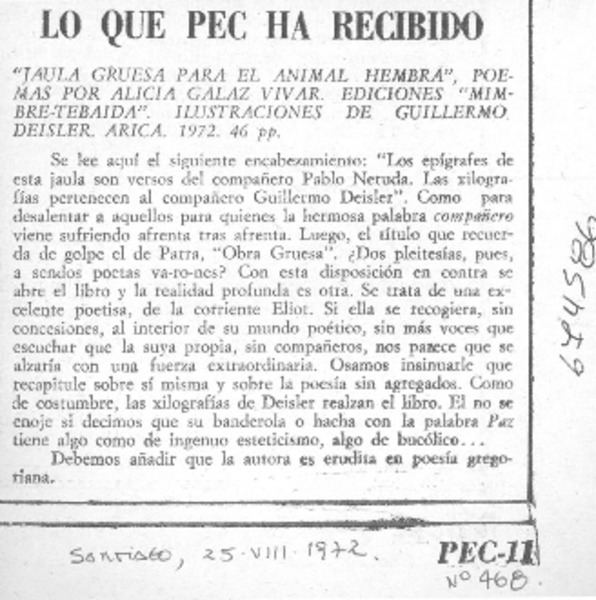 LO QUE PEC HA RECIBIDO
"JAULA GRUESA PARA EL ANIMAL HEMBRA", POE-
MAS POR ALICIA GALAZ VIVAR. EDICIONES "MIM-
BRE-TEBAIDA". ILUSTRACIONES DE GUILLERMO
DEISLER. ARICA. 1972. 46 pp.
Se lee aquí el siguiente encabezamiento: "Los epígrafes de
esta jaula son versos del compañero Pablo Neruda. Las xilogra-
fías pertenecen al compañero Guillermo Deisler". Como para
desalentar a aquellos para quienes la hermosa palabra compañero
viene sufriendo afrenta tras afrenta. Luego, el título que recuer-
da de golpe el de Parra, "Obra Gruesa". ¿Dos pleitesías, pues,
a sendos poetas va-ro-nes? Con esta disposición en contra se
abre el libro y la realidad profunda es otra. Se trata de una ex-
celente poetisa, de la corriente Eliot. Si ella se recogiera, sin
concesiones, al interior de su mundo poético, sin más voces que
escuchar que la suya propia, sin compañeros, nos parece que se
alzaría con una fuerza extraordinaria. Osamos insinuarle que
recapitule sobre sí misma y sobre la poesía sin agregados. Como
de costumbre, las xilografías de Deisler realzan el libro. El no se
enoje si decimos que su banderola o hacha con la palabra Paz
tiene algo como de ingenuo esteticismo, algo de bucólico...
Debemos añadir que la autora es erudita en poesía grego-
riana.
Santiago, 25-VIII-1972.
PEC-11
Nº 468.
674586